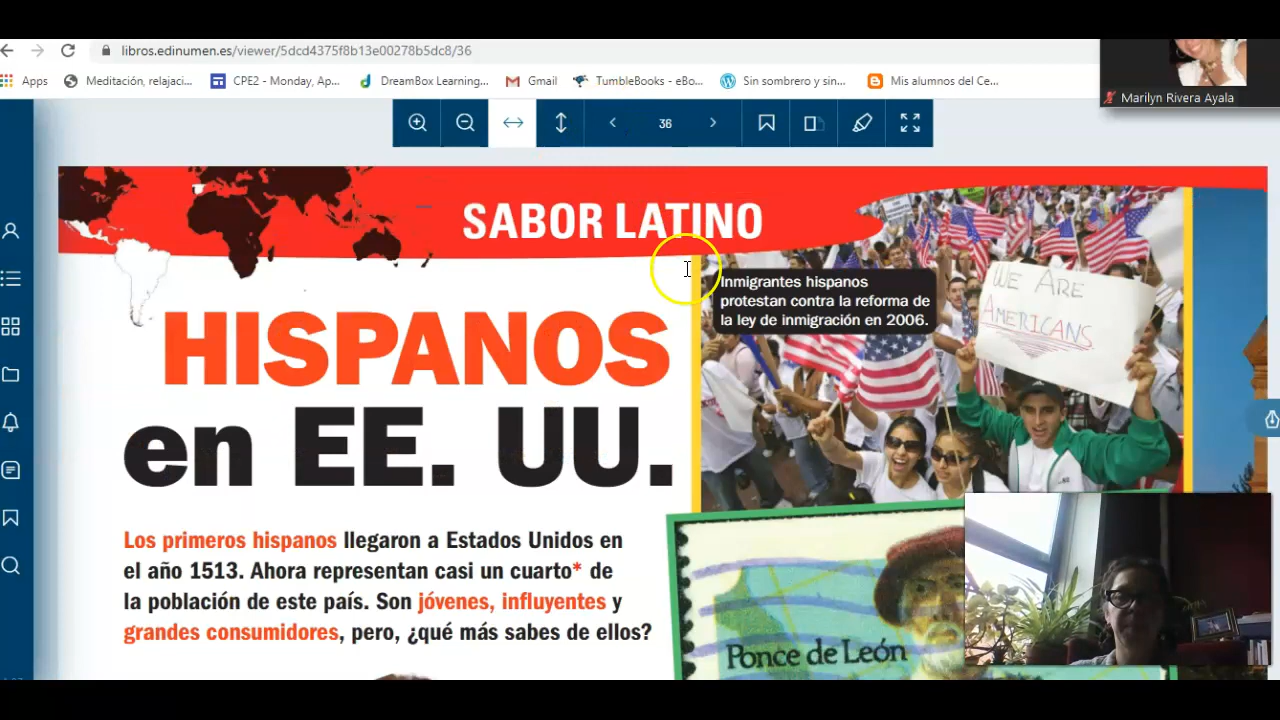 libros.edinumen.es/viewer/5dcd4375f8b13e00278b5dc8/36
Apps
Meditación, relajaci...
CPE2 - Monday, Ap...
DreamBox Learning...
Gmail
TumbleBooks - eBo...
Sin sombrero y sin...
Mis alumnos del Ce...
Marilyn Rivera Ayala
36
SABOR LATINO
Inmigrantes hispanos
protestan contra la reforma de
la ley de inmigración en 2006.
WE ARE
AMERICANS
HISPANOS
en EE. UU.
Los primeros hispanos llegaron a Estados Unidos en
el año 1513. Ahora representan casi un cuarto* de
la población de este país. Son jóvenes, influyentes y
grandes consumidores, pero, ¿qué más sabes de ellos?
Ponce de León